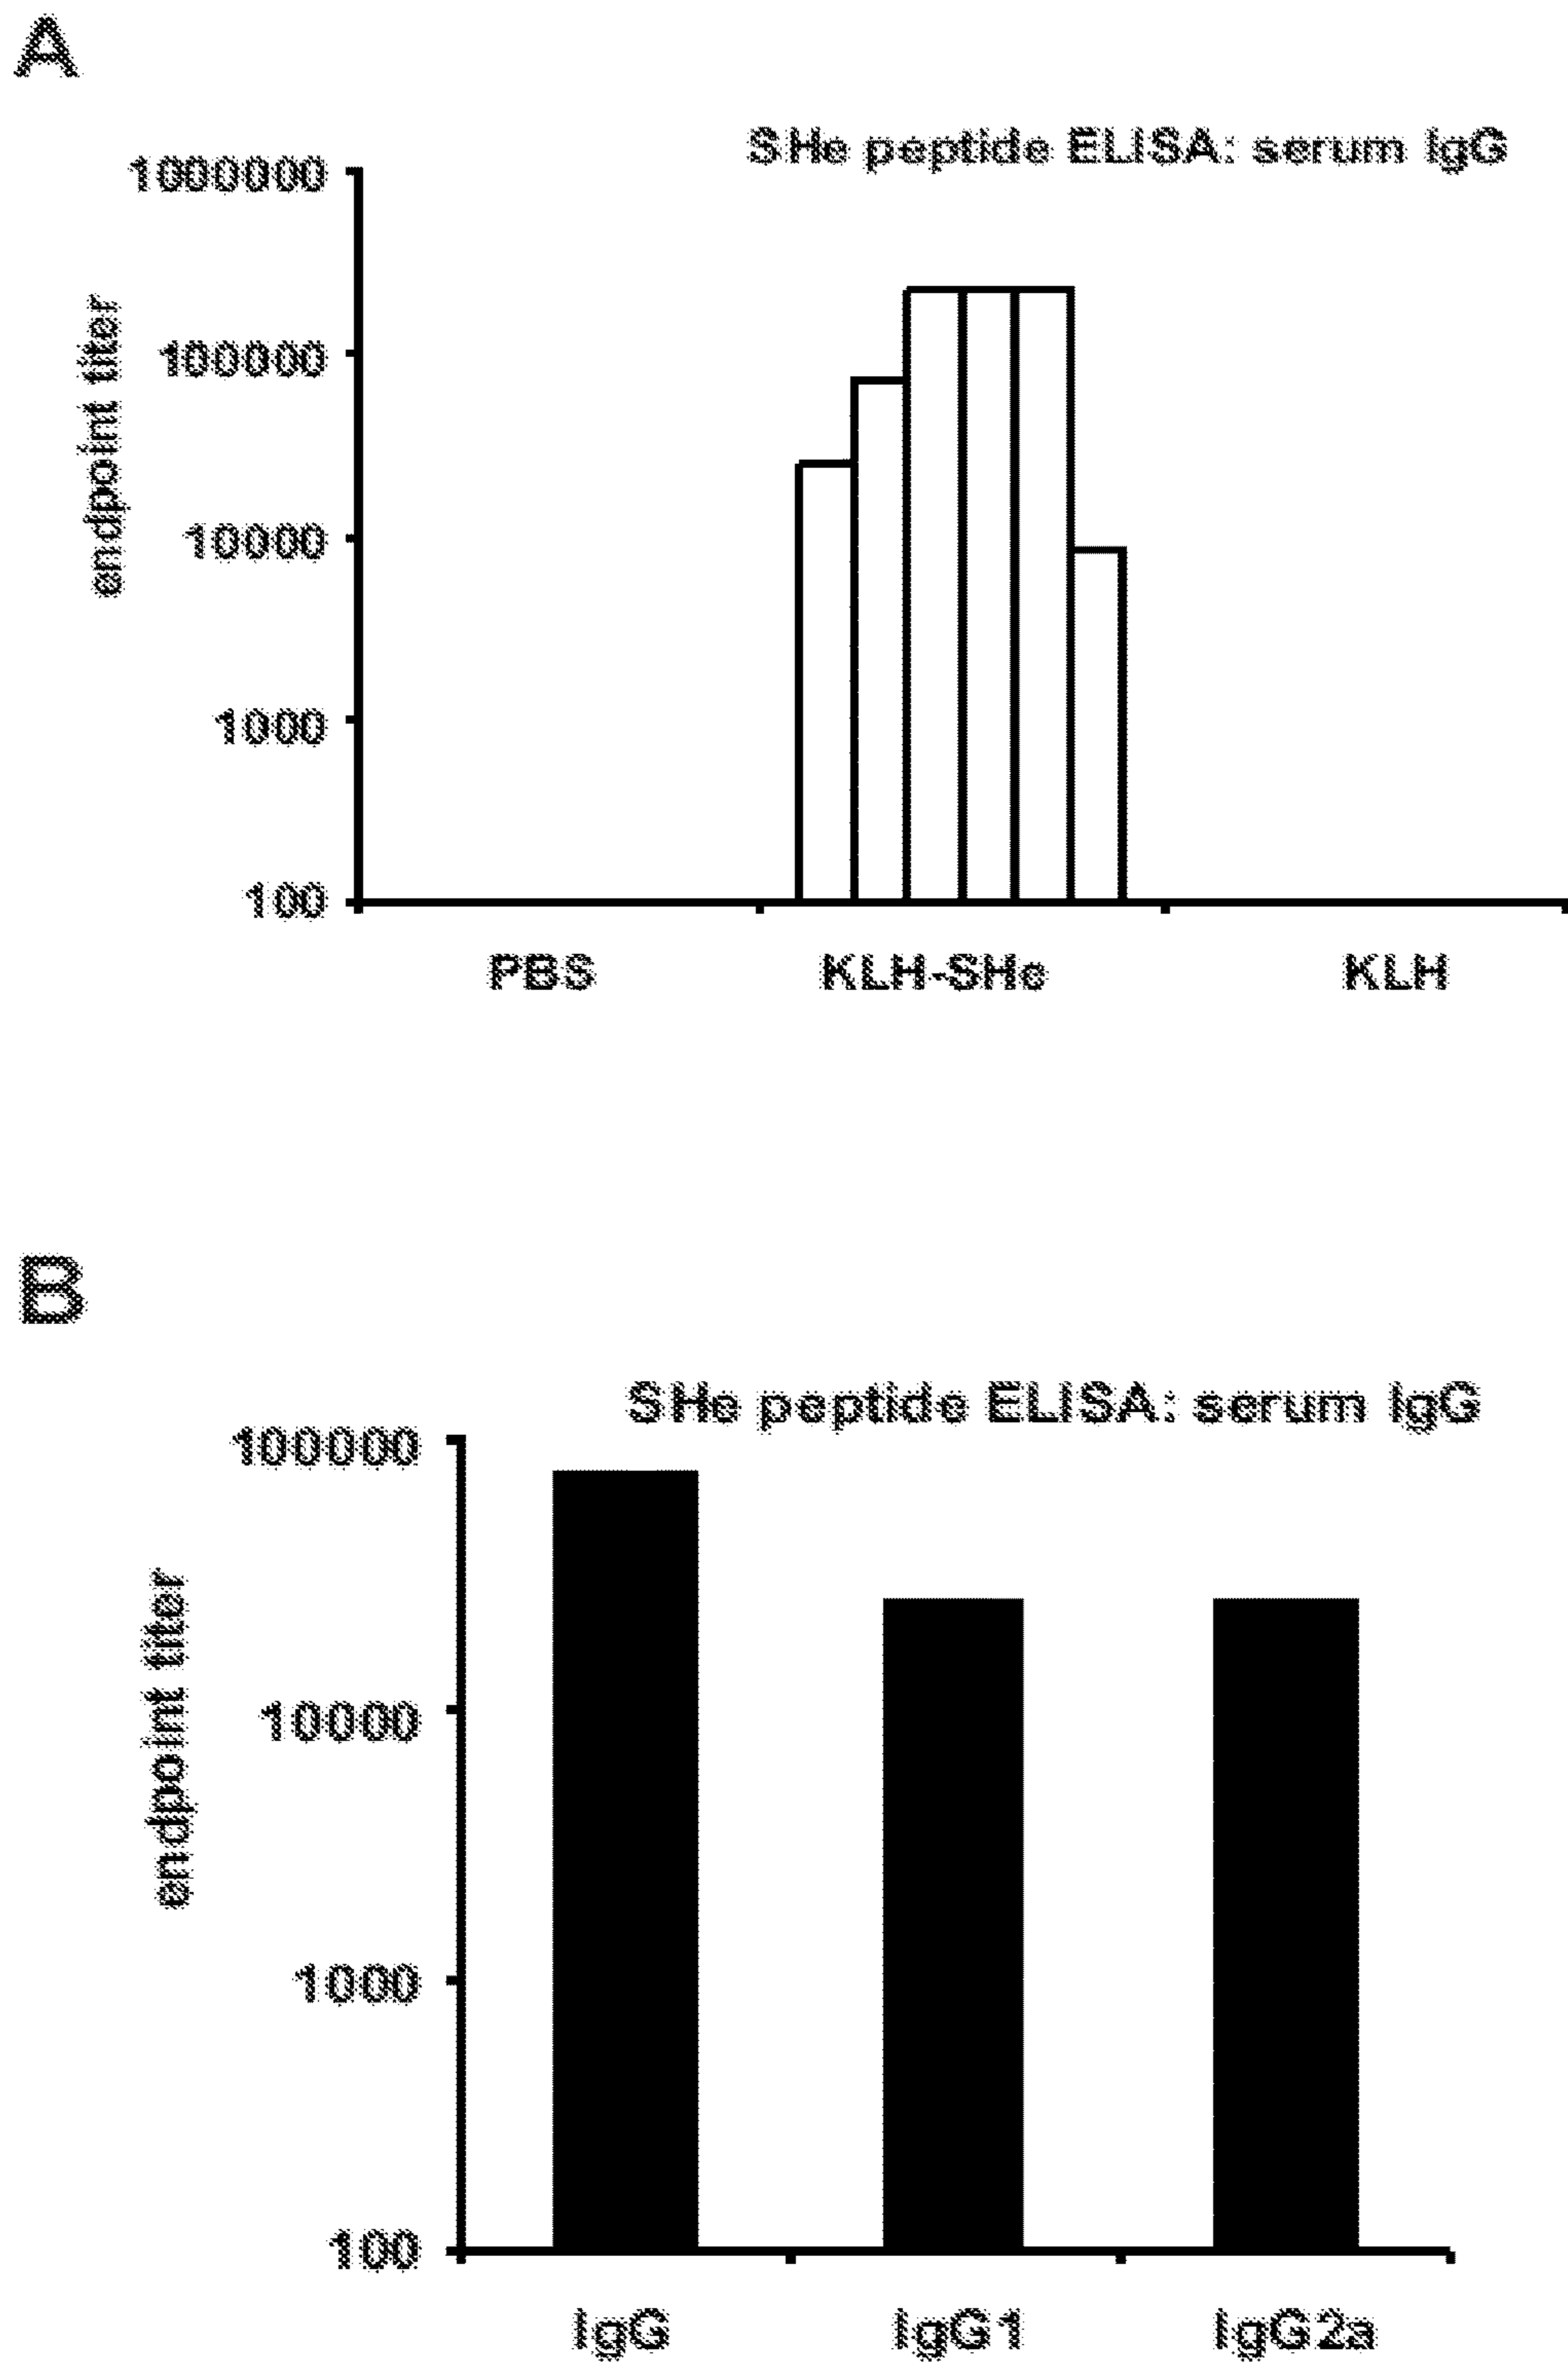 A
SHe peptide ELISA: serum IgG
1000000
100000
10000
1000
100
endpoint titer
PBS
KLH-SHe
KLH
B
SHe peptide ELISA: serum IgG
100000
10000
1000
100
endpoint titer
IgG
IgG1
IgG2a